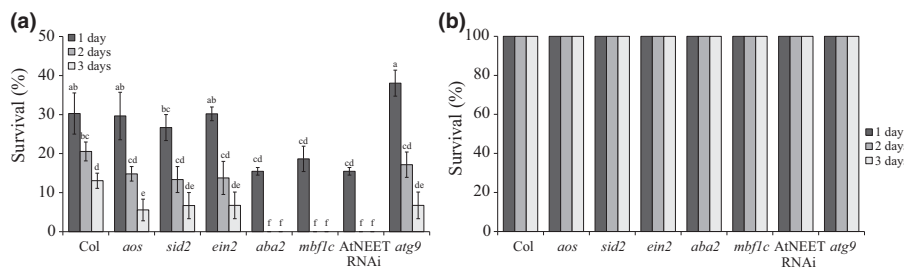 (a)
Survival (%)
50
40
30
20
10
0
1 day
2 days
3 days
ab bc d
ab cd e
bc cd de
ab cd de
cd f f
cd f f
cd f f
a cd de
Col aos sid2 ein2 aba2 mbf1c AtNEET RNAi atg9
(b)
Survival (%)
100
80
60
40
20
0
1 day
2 days
3 days
Col aos sid2 ein2 aba2 mbf1c AtNEET RNAi atg9